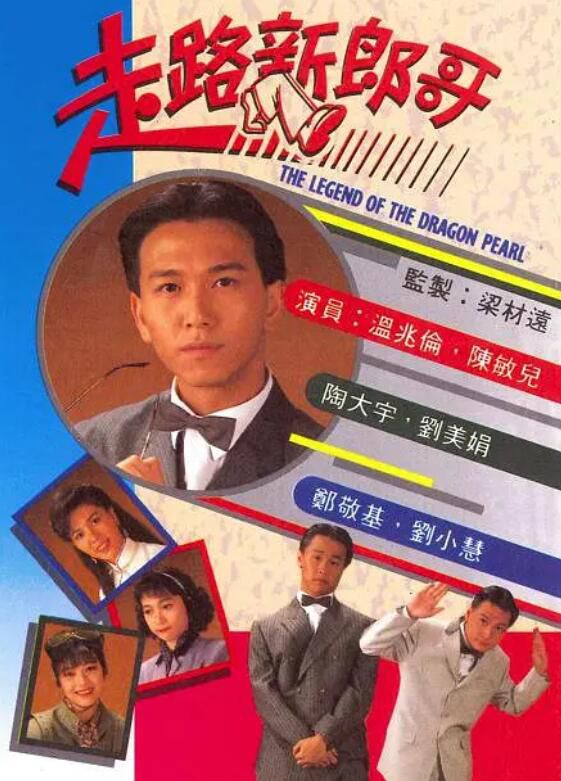 走路新郎哥
THE LEGEND OF THE DRAGON PEARL
監製：梁材遠
演員：溫兆倫，陳敏兒
陶大宇，劉美娟
鄭敬基，劉小慧